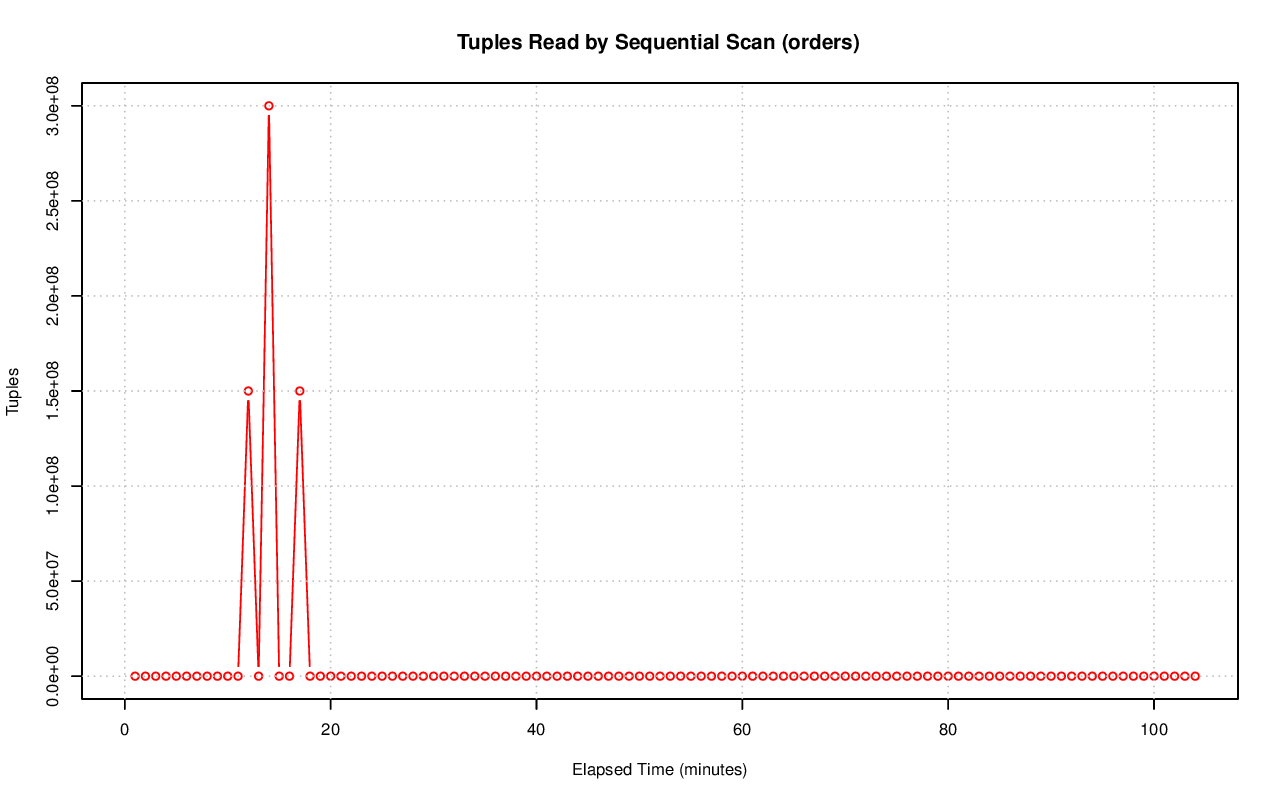 Tuples Read by Sequential Scan (orders)
3.0e+08
2.5e+08
2.0e+08
1.5e+08
1.0e+08
5.0e+07
0.0e+00
Tuples
0 20 40 60 80 100
Elapsed Time (minutes)